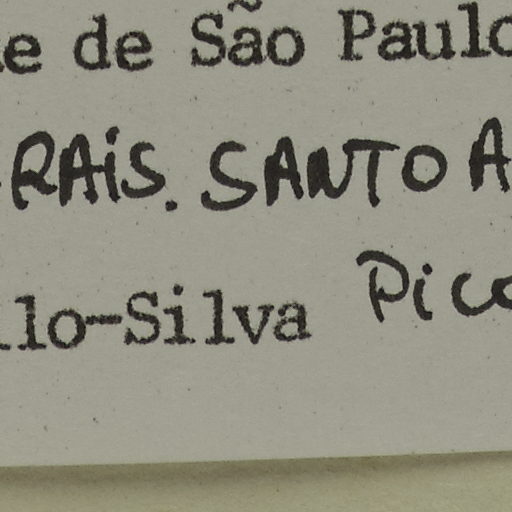 e de São Paulo
RAIS. SANTO A
llo-Silva Pico